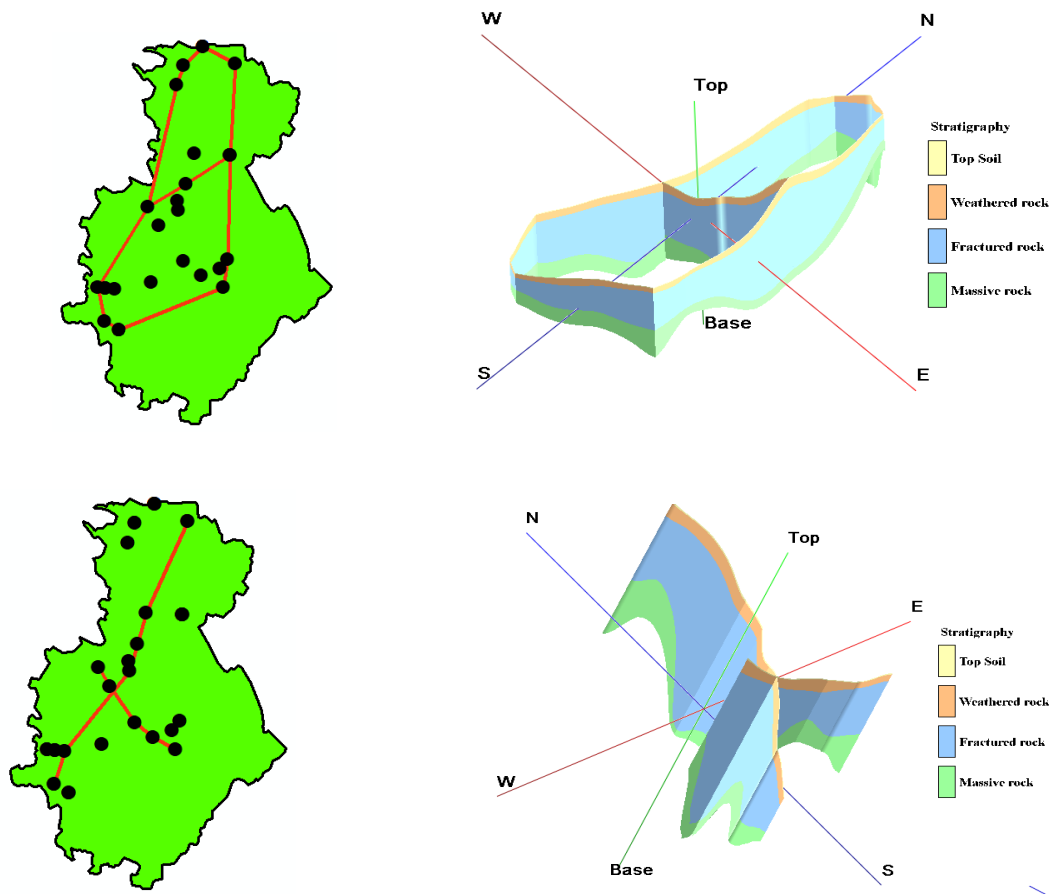 W
N
Top
Stratigraphy
Top Soil
Weathered rock
Fractured rock
Massive rock
Base
S
E
N
Top
E
Stratigraphy
Top Soil
Weathered rock
Fractured rock
Massive rock
W
Base
S